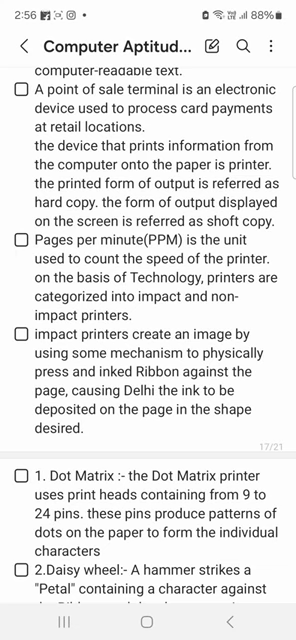 2:56
88%
Computer Aptitud...
computer-readable text.
A point of sale terminal is an electronic
device used to process card payments
at retail locations.
the device that prints information from
the computer onto the paper is printer.
the printed form of output is referred as
hard copy. the form of output displayed
on the screen is referred as shoft copy.
Pages per minute(PPM) is the unit
used to count the speed of the printer.
on the basis of Technology, printers are
categorized into impact and non-
impact printers.
impact printers create an image by
using some mechanism to physically
press and inked Ribbon against the
page, causing Delhi the ink to be
deposited on the page in the shape
desired.
17/21
1. Dot Matrix :- the Dot Matrix printer
uses print heads containing from 9 to
24 pins. these pins produce patterns of
dots on the paper to form the individual
characters
2.Daisy wheel:- A hammer strikes a
"Petal" containing a character against